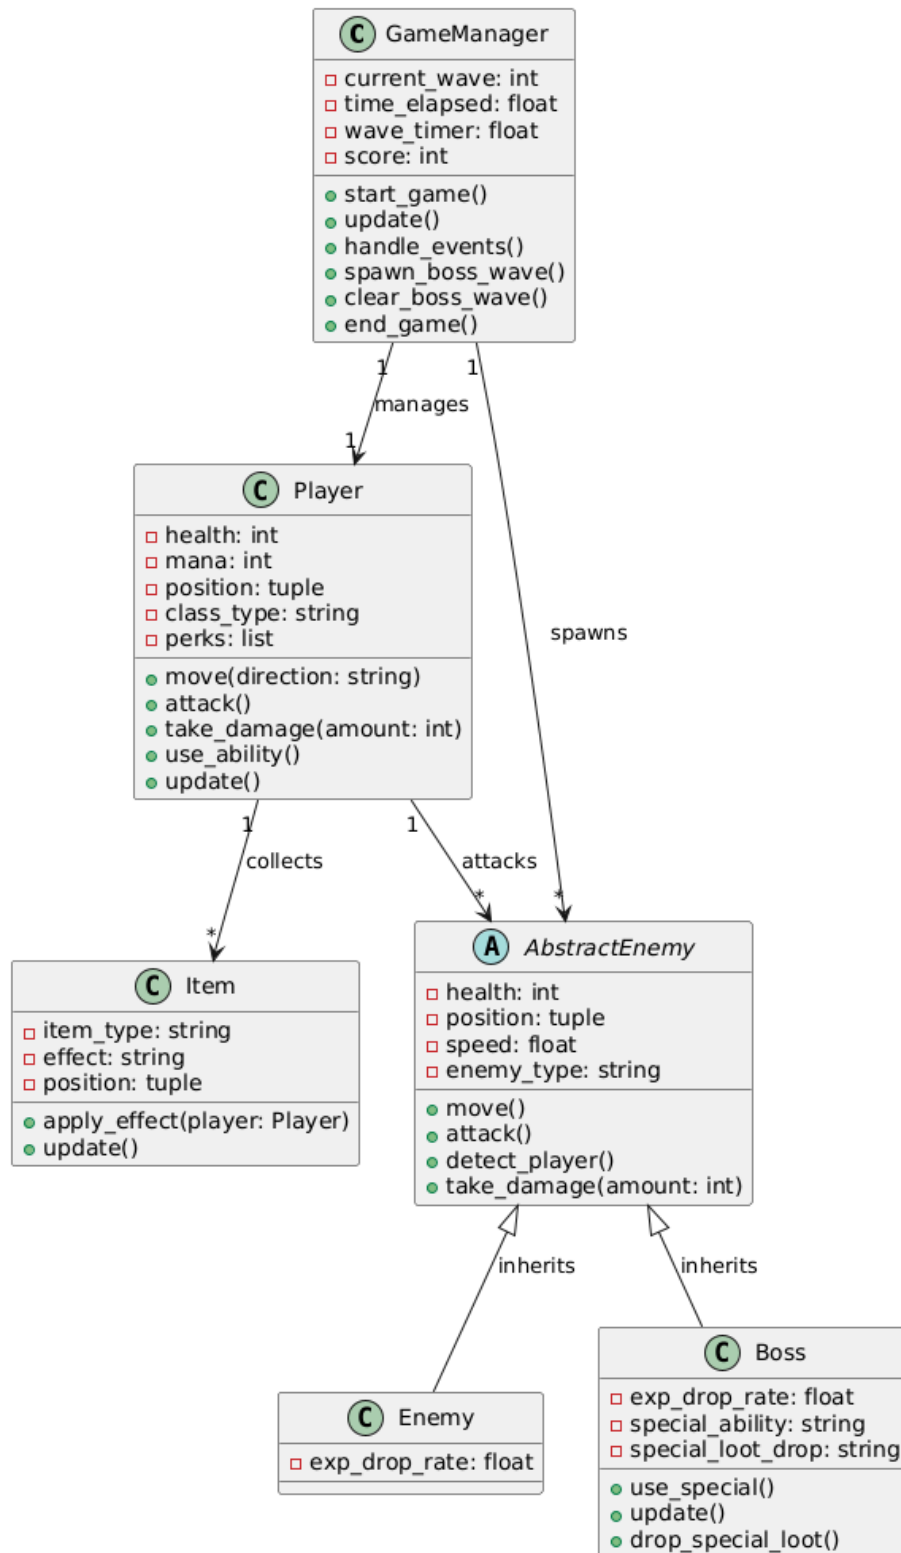 C GameManager
current_wave: int
time_elapsed: float
wave_timer: float
score: int
start_game()
update()
handle_events()
spawn_boss_wave()
clear_boss_wave()
end_game()
1
1
manages
1
spawns
*
C Player
health: int
mana: int
position: tuple
class_type: string
perks: list
move(direction: string)
attack()
take_damage(amount: int)
use_ability()
update()
1
collects
*
1
attacks
*
C Item
item_type: string
effect: string
position: tuple
apply_effect(player: Player)
update()
A AbstractEnemy
health: int
position: tuple
speed: float
enemy_type: string
move()
attack()
detect_player()
take_damage(amount: int)
inherits
inherits
C Enemy
exp_drop_rate: float
C Boss
exp_drop_rate: float
special_ability: string
special_loot_drop: string
use_special()
update()
drop_special_loot()